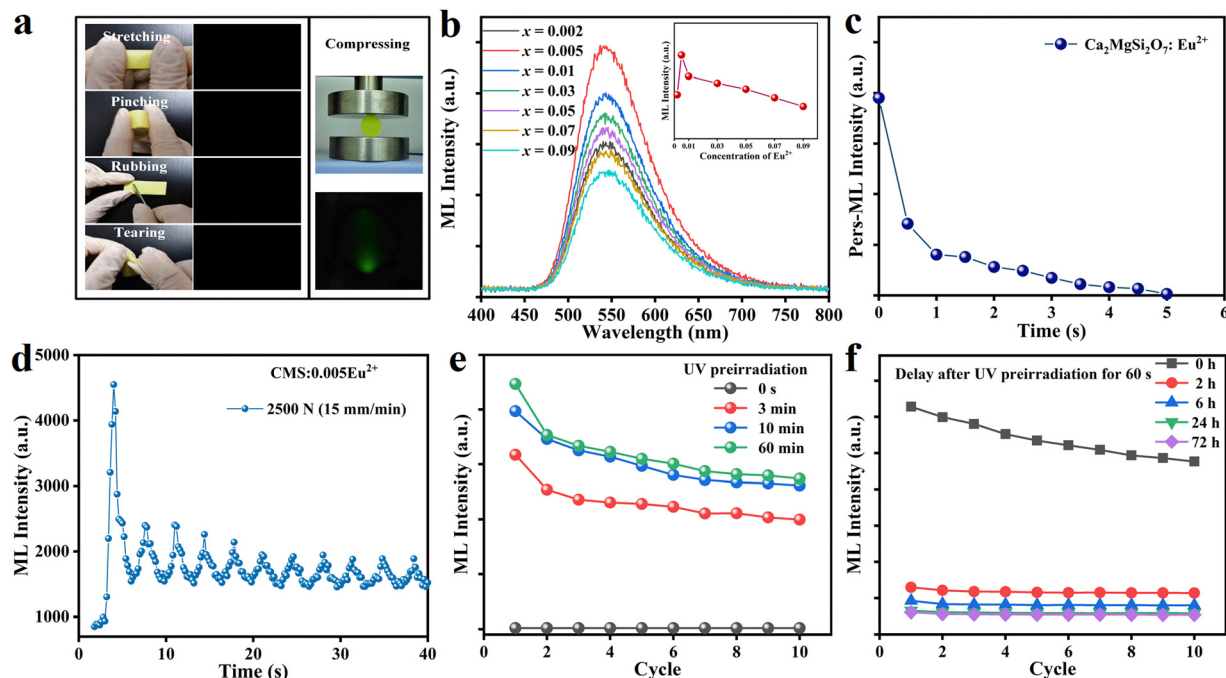 a
Stretching
Pinching
Rubbing
Tearing
Compressing
b
x = 0.002
x = 0.005
x = 0.01
x = 0.03
x = 0.05
x = 0.07
x = 0.09
ML Intensity (a.u.)
400 450 500 550 600 650 700 750 800
Wavelength (nm)
ML Intensity (a.u.)
0 0.01 0.03 0.05 0.07 0.09
Concentration of Eu²⁺
c
Ca₂MgSi₂O₇: Eu²⁺
Pers-ML Intensity (a.u.)
0 1 2 3 4 5 6
Time (s)
d
CMS:0.005Eu²⁺
2500 N (15 mm/min)
ML Intensity (a.u.)
5000
4000
3000
2000
1000
0 10 20 30 40
Time (s)
e
UV preirradiation
0 s
3 min
10 min
60 min
ML Intensity (a.u.)
0 2 4 6 8 10
Cycle
f
Delay after UV preirradiation for 60 s
0 h
2 h
6 h
24 h
72 h
ML Intensity (a.u.)
0 2 4 6 8 10
Cycle